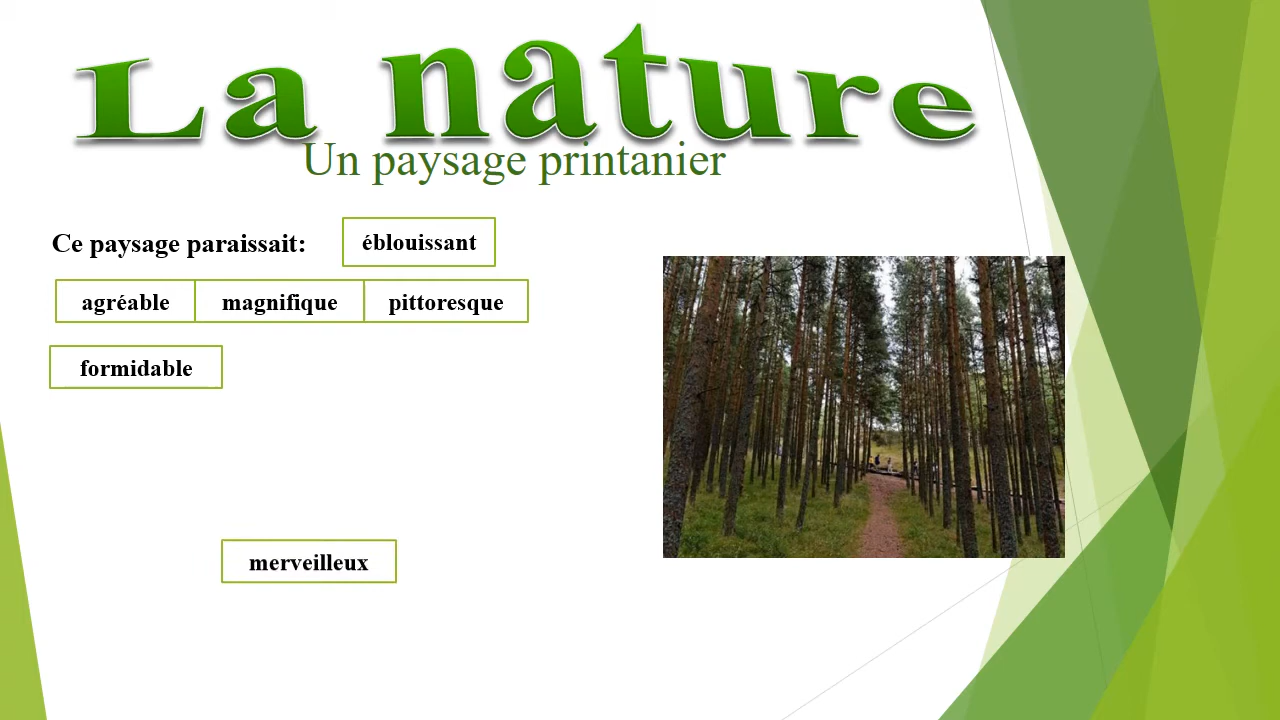 La nature
Un paysage printanier
Ce paysage paraissait: éblouissant
agréable magnifique pittoresque
formidable
merveilleux